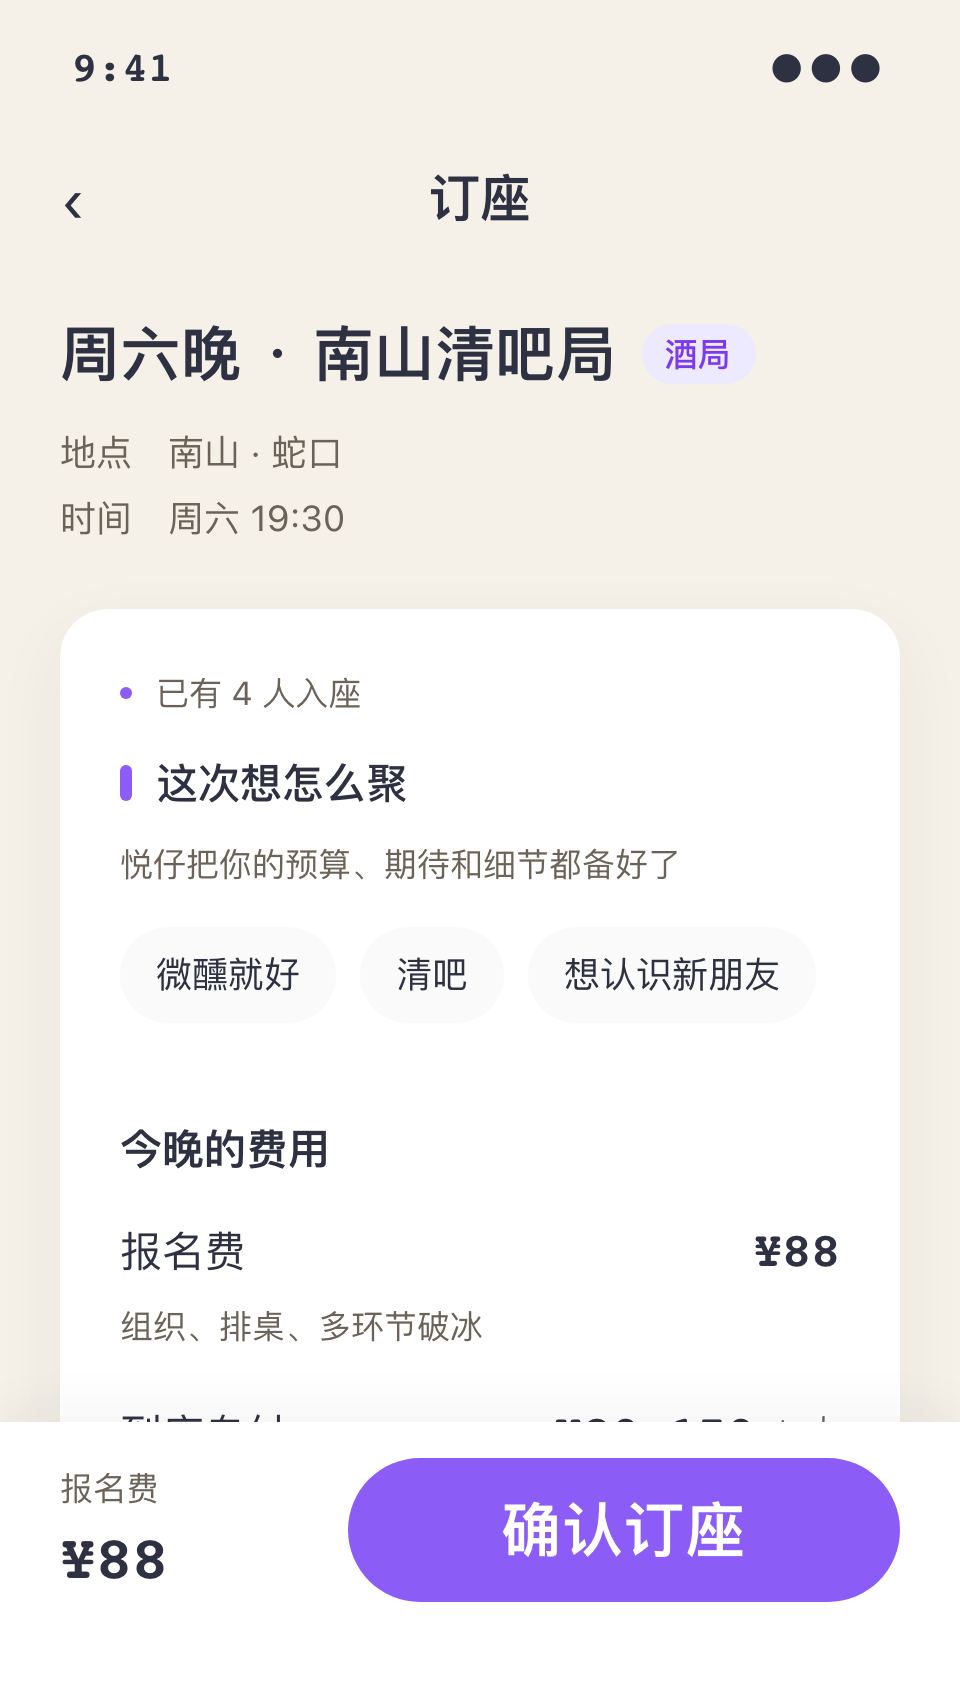 9:41
‹
订座
周六晚 · 南山清吧局
酒局
地点 南山 · 蛇口
时间 周六 19:30
已有 4 人入座
这次想怎么聚
悦仔把你的预算、期待和细节都备好了
微醺就好
清吧
想认识新朋友
今晚的费用
报名费 ¥88
组织、排桌、多环节破冰
报名费
¥88
确认订座